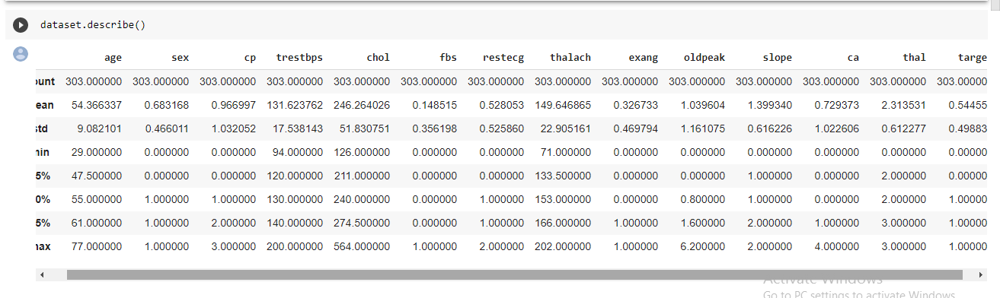 dataset.describe()
age sex cp trestbps chol fbs restecg thalach exang oldpeak slope ca thal targe
ount 303.000000 303.000000 303.000000 303.000000 303.000000 303.000000 303.000000 303.000000 303.000000 303.000000 303.000000 303.000000 303.000000 303.00000
ean 54.366337 0.683168 0.966997 131.623762 246.264026 0.148515 0.528053 149.646865 0.326733 1.039604 1.399340 0.729373 2.313531 0.54455
std 9.082101 0.466011 1.032052 17.538143 51.830751 0.356198 0.525860 22.905161 0.469794 1.161075 0.616226 1.022606 0.612277 0.49883
nin 29.000000 0.000000 0.000000 94.000000 126.000000 0.000000 0.000000 71.000000 0.000000 0.000000 0.000000 0.000000 0.000000 0.00000
5% 47.500000 0.000000 0.000000 120.000000 211.000000 0.000000 0.000000 133.500000 0.000000 0.000000 1.000000 0.000000 2.000000 0.00000
0% 55.000000 1.000000 1.000000 130.000000 240.000000 0.000000 1.000000 153.000000 0.000000 0.800000 1.000000 0.000000 2.000000 1.00000
5% 61.000000 1.000000 2.000000 140.000000 274.500000 0.000000 1.000000 166.000000 1.000000 1.600000 2.000000 1.000000 3.000000 1.00000
nax 77.000000 1.000000 3.000000 200.000000 564.000000 1.000000 2.000000 202.000000 1.000000 6.200000 2.000000 4.000000 3.000000 1.00000
Activate Windows
Go to PC settings to activate Windows.